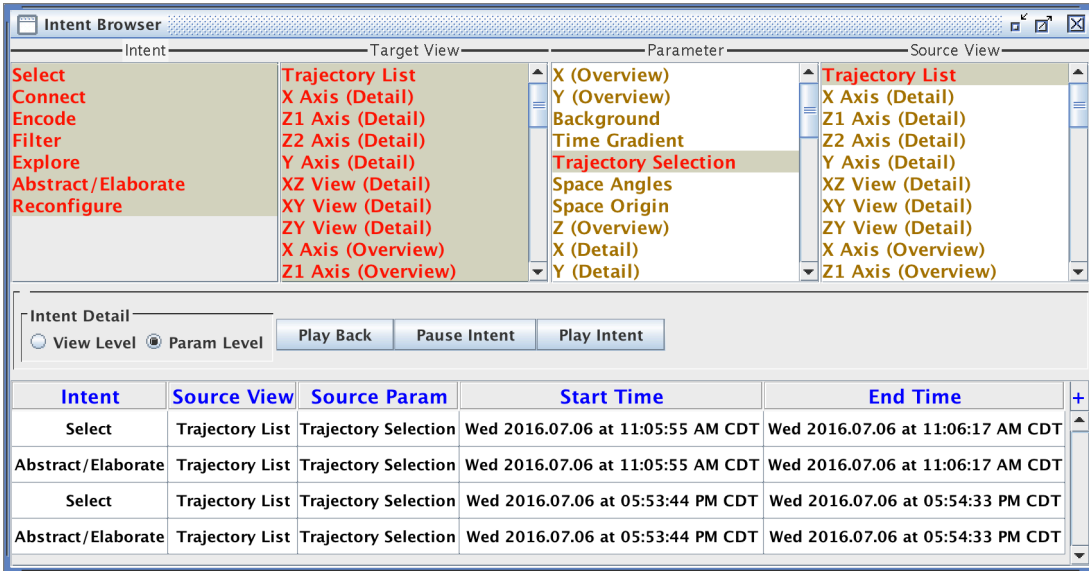 Intent Browser
Intent Target View Parameter Source View
Select Trajectory List X (Overview) Trajectory List
Connect X Axis (Detail) Y (Overview) X Axis (Detail)
Encode Z1 Axis (Detail) Background Z1 Axis (Detail)
Filter Z2 Axis (Detail) Time Gradient Z2 Axis (Detail)
Explore Y Axis (Detail) Trajectory Selection Y Axis (Detail)
Abstract/Elaborate XZ View (Detail) Space Angles XZ View (Detail)
Reconfigure XY View (Detail) Space Origin XY View (Detail)
ZY View (Detail) Z (Overview) ZY View (Detail)
X Axis (Overview) X (Detail) X Axis (Overview)
Z1 Axis (Overview) Y (Detail) Z1 Axis (Overview)
Intent Detail
View Level Param Level Play Back Pause Intent Play Intent
Intent Source View Source Param Start Time End Time +
Select Trajectory List Trajectory Selection Wed 2016.07.06 at 11:05:55 AM CDT Wed 2016.07.06 at 11:06:17 AM CDT
Abstract/Elaborate Trajectory List Trajectory Selection Wed 2016.07.06 at 11:05:55 AM CDT Wed 2016.07.06 at 11:06:17 AM CDT
Select Trajectory List Trajectory Selection Wed 2016.07.06 at 05:53:44 PM CDT Wed 2016.07.06 at 05:54:33 PM CDT
Abstract/Elaborate Trajectory List Trajectory Selection Wed 2016.07.06 at 05:53:44 PM CDT Wed 2016.07.06 at 05:54:33 PM CDT